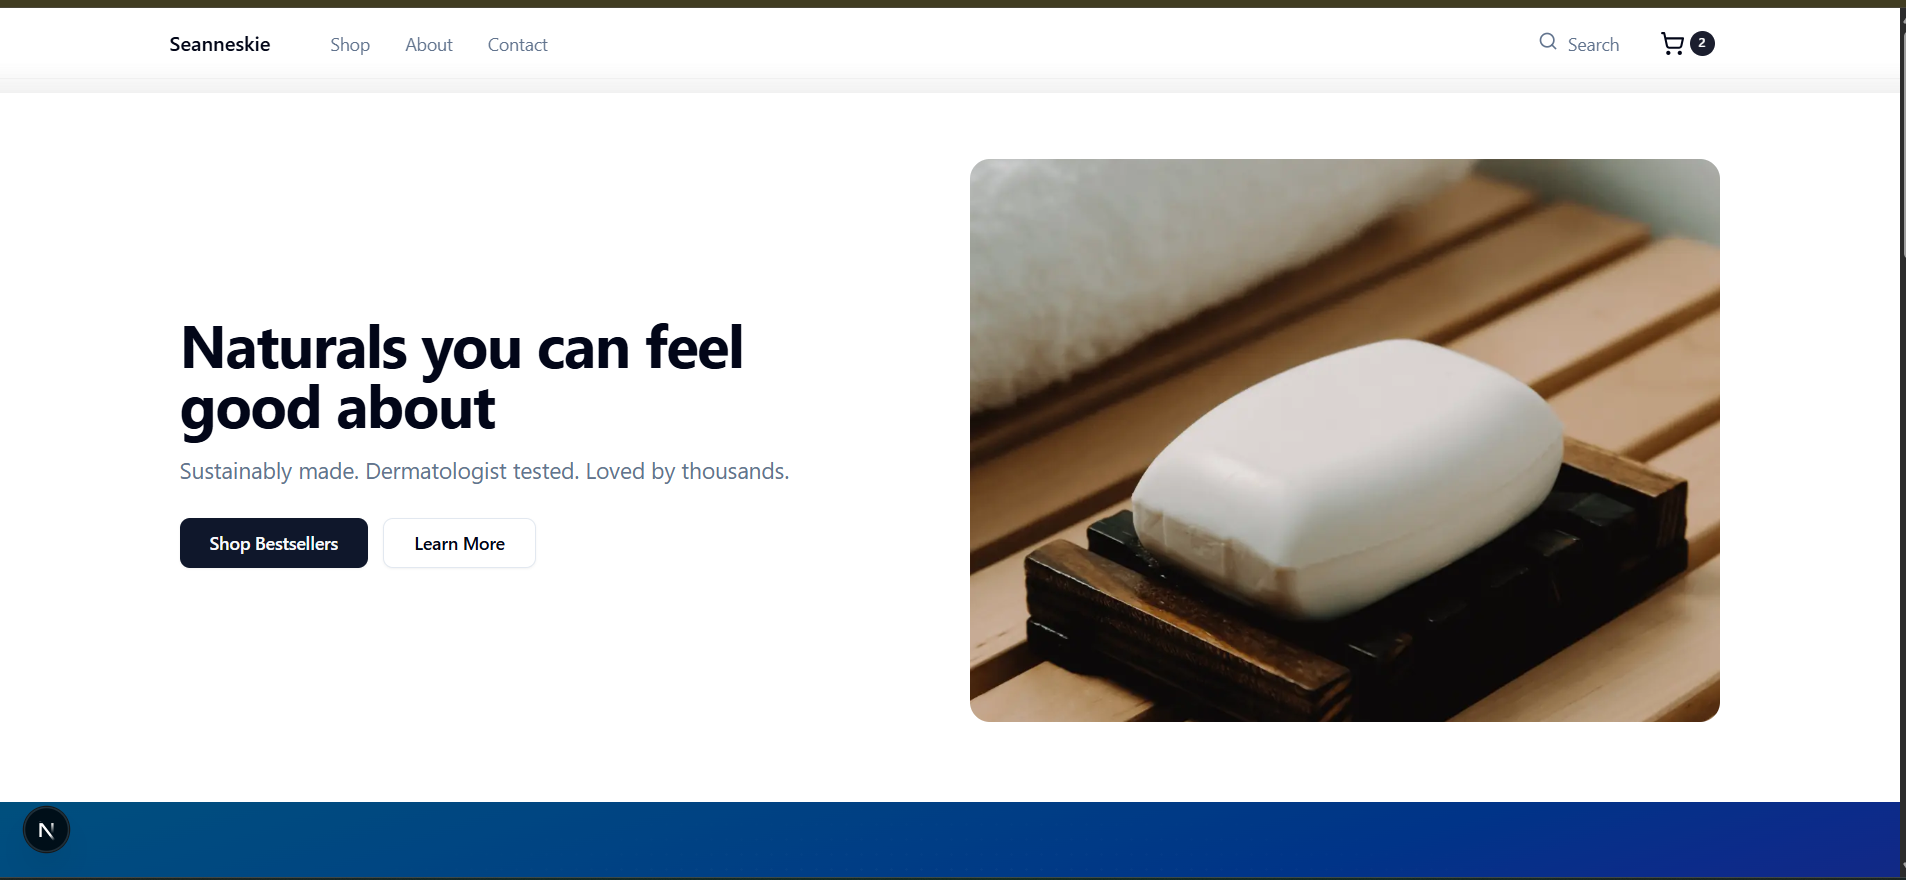 Seanneskie
Shop
About
Contact
Search
2
Naturals you can feel
good about
Sustainably made. Dermatologist tested. Loved by thousands.
Shop Bestsellers
Learn More
N